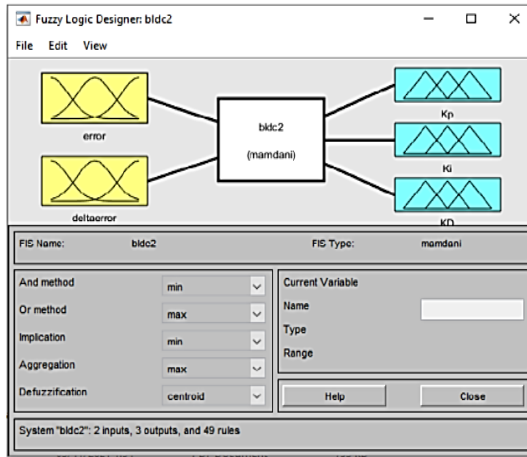 Fuzzy Logic Designer: bldc2
File Edit View
error
deltaerror
bldc2
(mamdani)
Kp
Ki
KD
FIS Name: bldc2 FIS Type: mamdani
And method min
Or method max
Implication min
Aggregation max
Defuzzification centroid
Current Variable
Name
Type
Range
Help Close
System "bldc2": 2 inputs, 3 outputs, and 49 rules